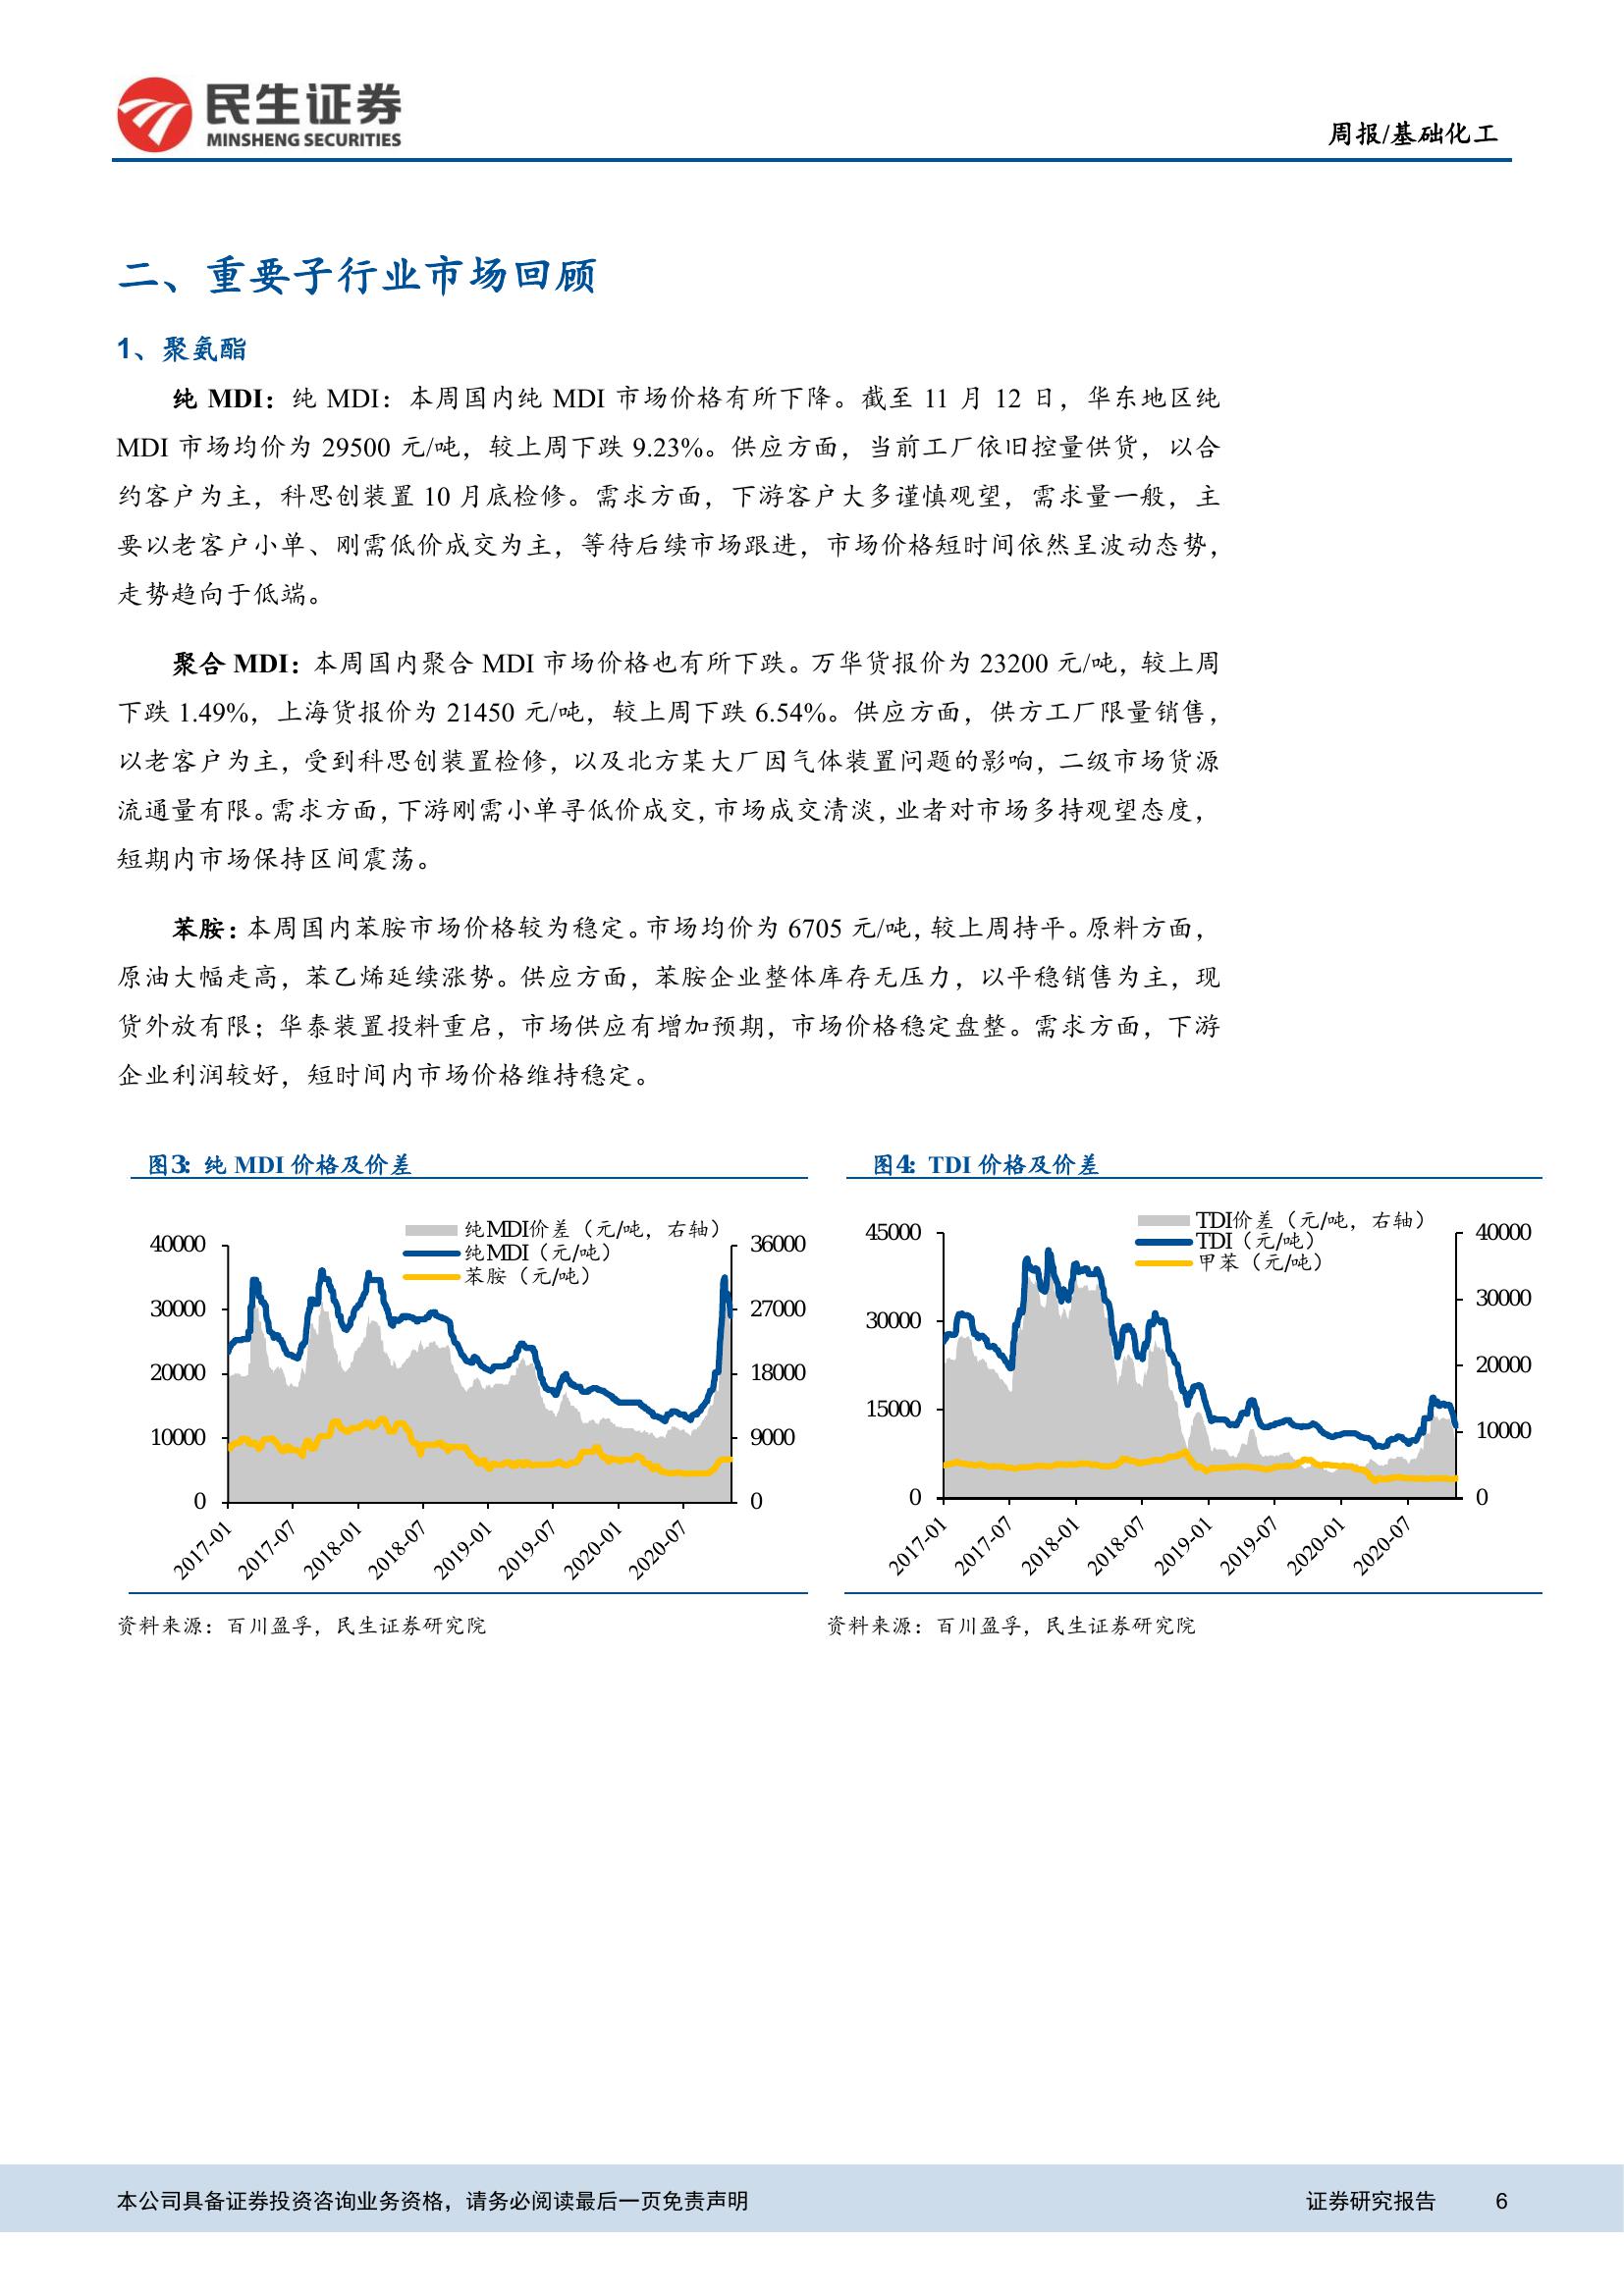 民生证券
MINSHENG SECURITIES
周报/基础化工
二、重要子行业市场回顾
1、聚氨酯
纯 MDI：纯 MDI：本周国内纯 MDI 市场价格有所下降。截至 11 月 12 日，华东地区纯
MDI 市场均价为 29500 元/吨，较上周下跌 9.23%。供应方面，当前工厂依旧控量供货，以合
约客户为主，科思创装置 10 月底检修。需求方面，下游客户大多谨慎观望，需求量一般，主
要以老客户小单、刚需低价成交为主，等待后续市场跟进，市场价格短时间依然呈波动态势，
走势趋向于低端。
聚合 MDI：本周国内聚合 MDI 市场价格也有所下跌。万华货报价为 23200 元/吨，较上周
下跌 1.49%，上海货报价为 21450 元/吨，较上周下跌 6.54%。供应方面，供方工厂限量销售，
以老客户为主，受到科思创装置检修，以及北方某大厂因气体装置问题的影响，二级市场货源
流通量有限。需求方面，下游刚需小单寻低价成交，市场成交清淡，业者对市场多持观望态度，
短期内市场保持区间震荡。
苯胺：本周国内苯胺市场价格较为稳定。市场均价为 6705 元/吨，较上周持平。原料方面，
原油大幅走高，苯乙烯延续涨势。供应方面，苯胺企业整体库存无压力，以平稳销售为主，现
货外放有限；华泰装置投料重启，市场供应有增加预期，市场价格稳定盘整。需求方面，下游
企业利润较好，短时间内市场价格维持稳定。
图3：纯 MDI 价格及价差
纯MDI价差（元/吨，右轴）
纯MDI（元/吨）
苯胺（元/吨）
40000
30000
20000
10000
0
36000
27000
18000
9000
0
2017-01
2017-07
2018-01
2018-07
2019-01
2019-07
2020-01
2020-07
资料来源：百川盈孚，民生证券研究院
图4：TDI 价格及价差
TDI价差（元/吨，右轴）
TDI（元/吨）
甲苯（元/吨）
45000
30000
15000
0
40000
30000
20000
10000
0
2017-01
2017-07
2018-01
2018-07
2019-01
2019-07
2020-01
2020-07
资料来源：百川盈孚，民生证券研究院
本公司具备证券投资咨询业务资格，请务必阅读最后一页免责声明
证券研究报告
6